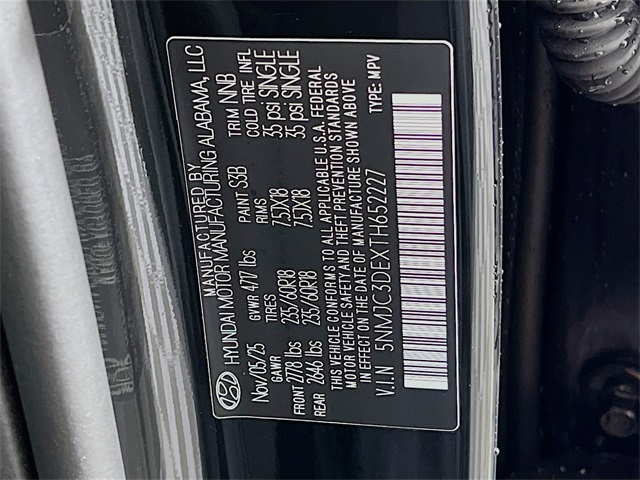 MANUFACTURED BY
HYUNDAI MOTOR MANUFACTURING ALABAMA, LLC
Nov/05/25 GVWR 4717 lbs PAINT S3B TRIM NNB
GAWR TIRES RIMS COLD TIRE INFL
FRONT 2778 lbs 235/60R18 7.5JX18 35 psi SINGLE
REAR 2646 lbs 235/60R18 7.5JX18 35 psi SINGLE
THIS VEHICLE CONFORMS TO ALL APPLICABLE U.S.A. FEDERAL
MOTOR VEHICLE SAFETY AND THEFT PREVENTION STANDARDS
IN EFFECT ON THE DATE OF MANUFACTURE SHOWN ABOVE
V.I.N 5NMJC3DEXTH652227 TYPE: MPV